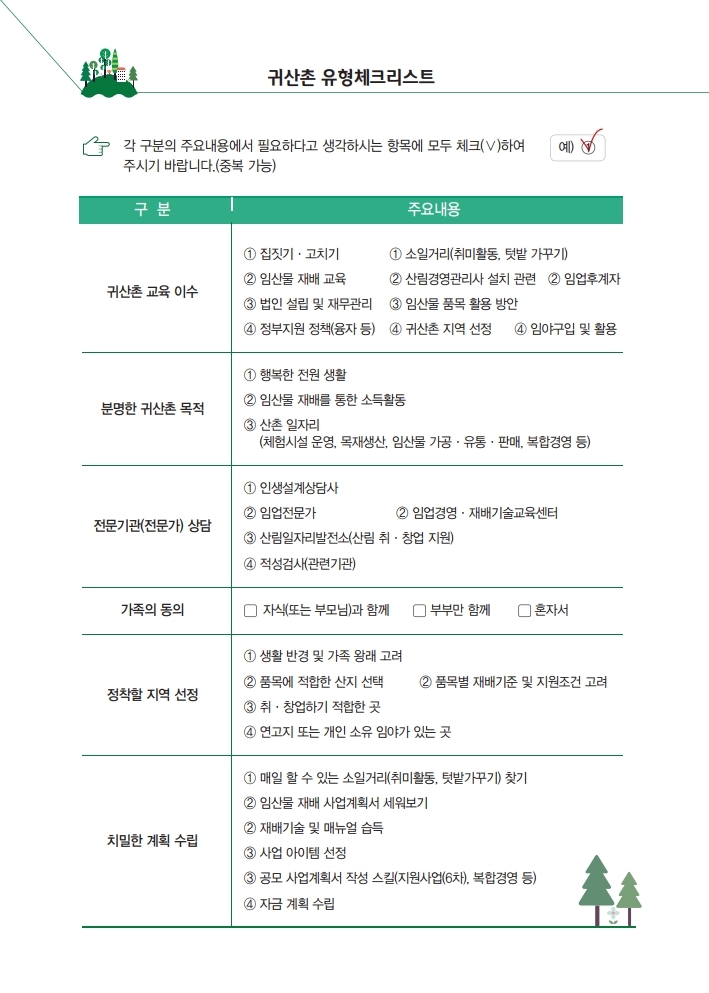 귀산촌 유형체크리스트
각 구분의 주요내용에서 필요하다고 생각하시는 항목에 모두 체크(∨)하여
주시기 바랍니다.(중복 가능)
예) ①
구 분 주요내용
귀산촌 교육 이수
① 집짓기 · 고치기 ① 소일거리(취미활동, 텃밭 가꾸기)
② 임산물 재배 교육 ② 산림경영관리사 설치 관련 ② 임업후계자
③ 법인 설립 및 재무관리 ③ 임산물 품목 활용 방안
④ 정부지원 정책(융자 등) ④ 귀산촌 지역 선정 ④ 임야구입 및 활용
분명한 귀산촌 목적
① 행복한 전원 생활
② 임산물 재배를 통한 소득활동
③ 산촌 일자리
(체험시설 운영, 목재생산, 임산물 가공 · 유통 · 판매, 복합경영 등)
전문기관(전문가) 상담
① 인생설계상담사
② 임업전문가 ② 임업경영 · 재배기술교육센터
③ 산림일자리발전소(산림 취 · 창업 지원)
④ 적성검사(관련기관)
가족의 동의
자식(또는 부모님)과 함께 부부만 함께 혼자서
정착할 지역 선정
① 생활 반경 및 가족 왕래 고려
② 품목에 적합한 산지 선택 ② 품목별 재배기준 및 지원조건 고려
③ 취 · 창업하기 적합한 곳
④ 연고지 또는 개인 소유 임야가 있는 곳
치밀한 계획 수립
① 매일 할 수 있는 소일거리(취미활동, 텃밭가꾸기) 찾기
② 임산물 재배 사업계획서 세워보기
② 재배기술 및 매뉴얼 습득
③ 사업 아이템 선정
③ 공모 사업계획서 작성 스킬(지원사업(6차), 복합경영 등)
④ 자금 계획 수립